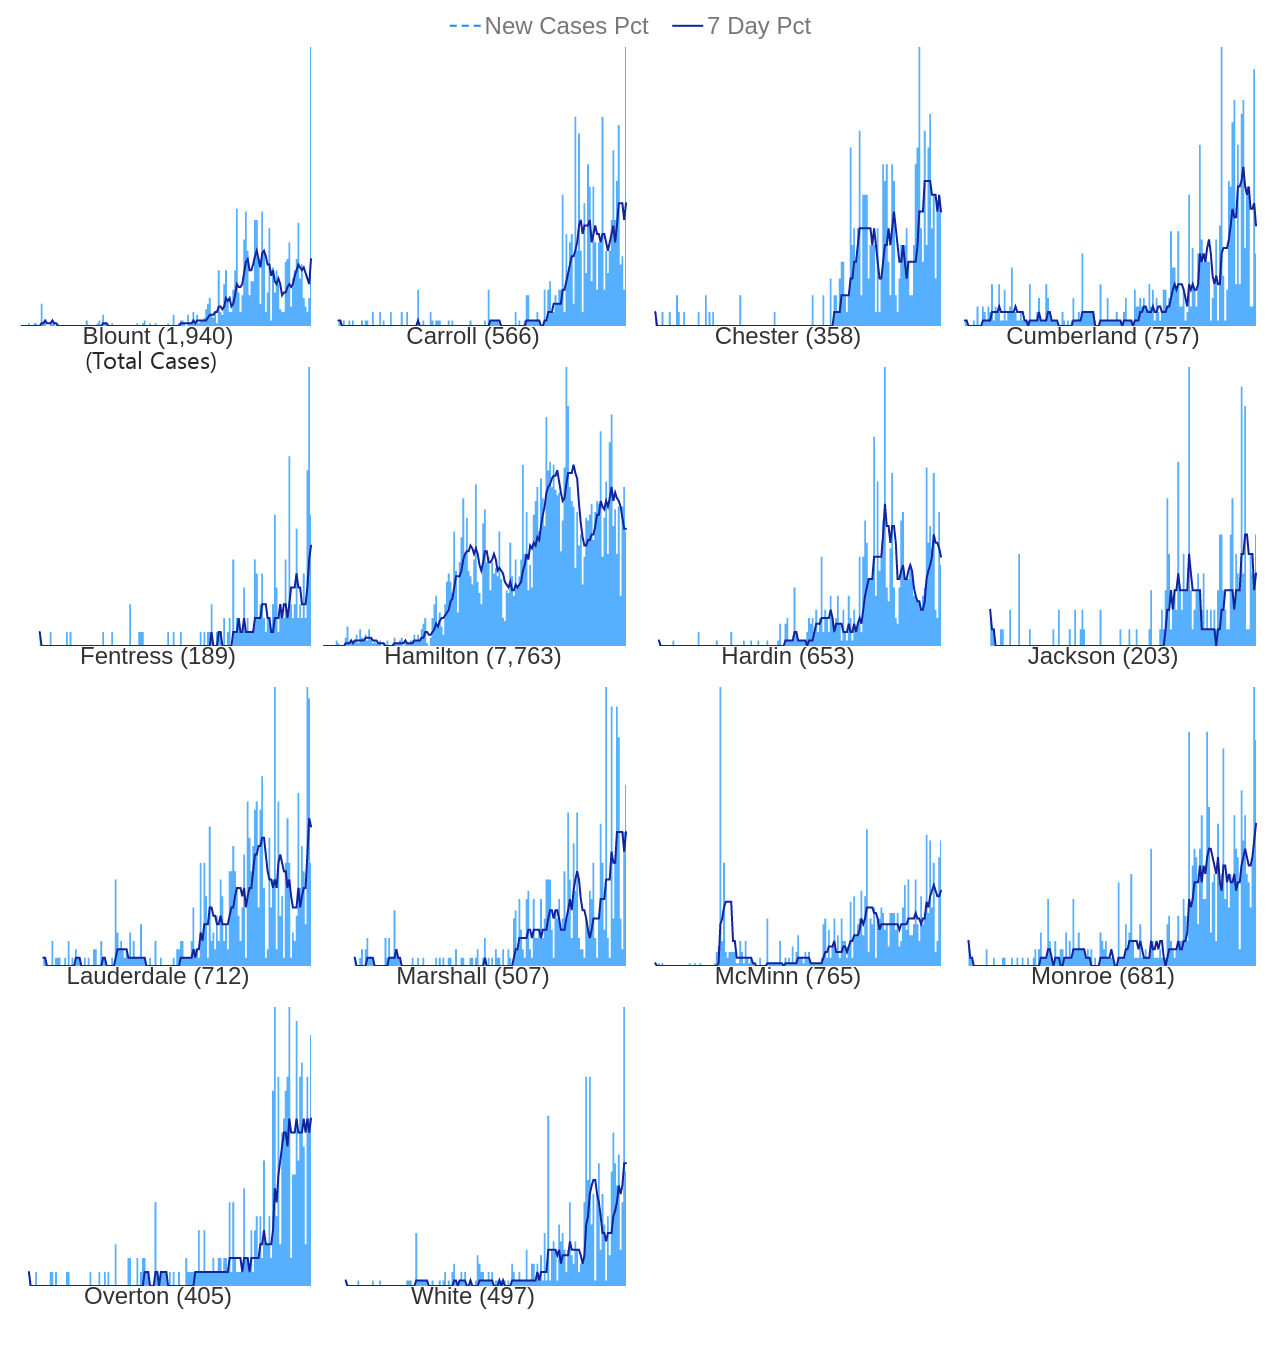 New Cases Pct 7 Day Pct
Blount (1,940) Carroll (566) Chester (358) Cumberland (757)
(Total Cases)
Fentress (189) Hamilton (7,763) Hardin (653) Jackson (203)
Lauderdale (712) Marshall (507) McMinn (765) Monroe (681)
Overton (405) White (497)